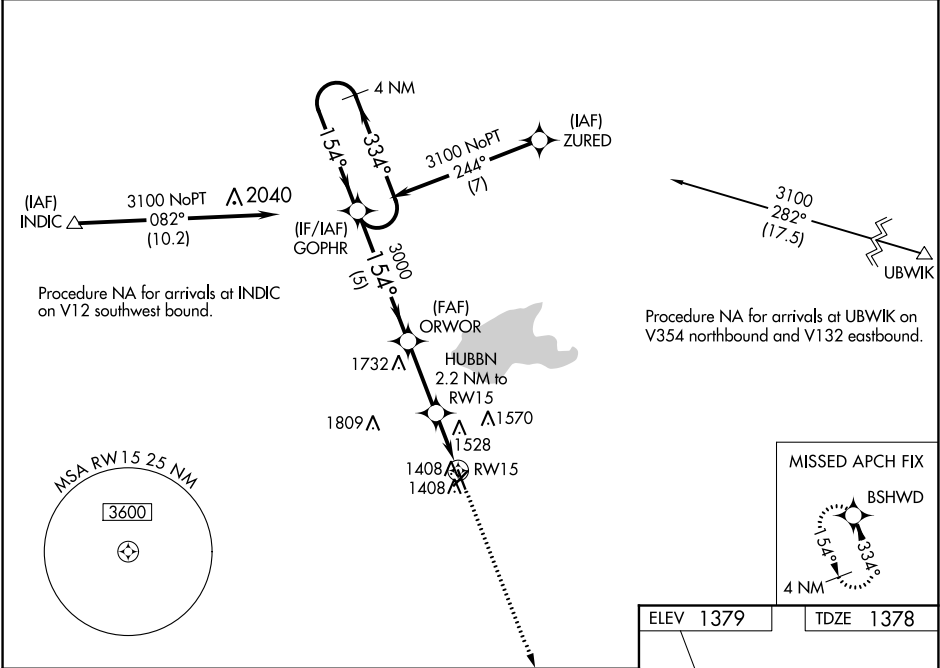 4 NM
154°
334°
(IAF)
ZURED
3100 NoPT
244°
(7)
(IAF)
INDIC
3100 NoPT
082°
(10.2)
2040
(IF/IAF)
GOPHR
3000
154°
(5)
3100
282°
(17.5)
UBWIK
Procedure NA for arrivals at INDIC
on V12 southwest bound.
Procedure NA for arrivals at UBWIK on
V354 northbound and V132 eastbound.
(FAF)
ORWOR
1732
HUBBN
2.2 NM to
RW15
1809
1570
1528
1408
RW15
1408
MSA RW15 25 NM
3600
MISSED APCH FIX
BSHWD
154°
334°
4 NM
ELEV 1379
TDZE 1378